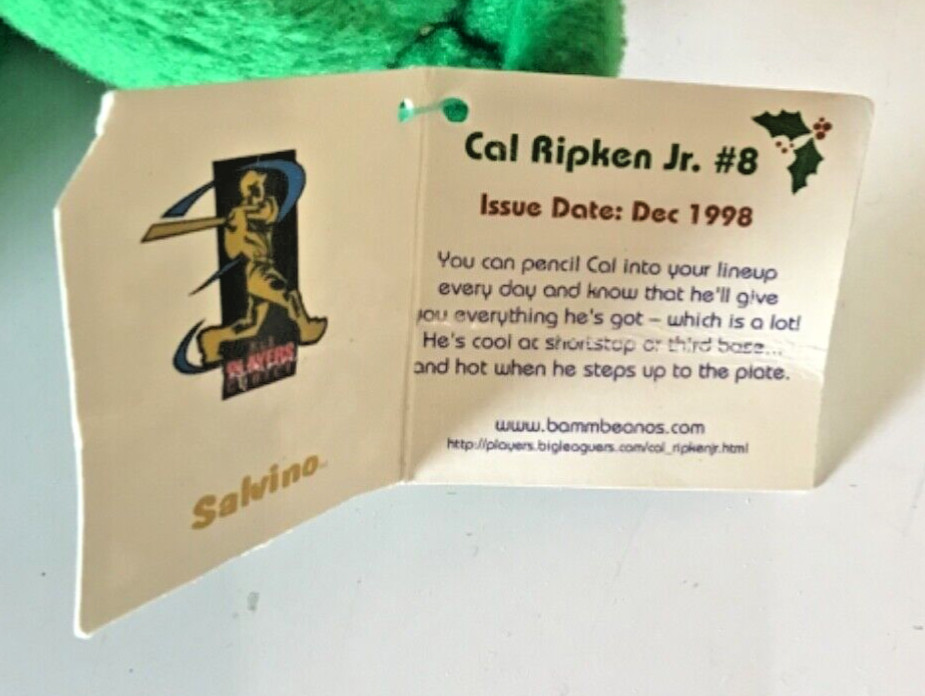 PLAYERS
CHOICE
Salvino
Cal Ripken Jr. #8
Issue Date: Dec 1998
You can pencil Cal into your lineup
every day and know that he'll give
you everything he's got – which is a lot!
He's cool at shortstop or third base...
and hot when he steps up to the plate.
www.bammbeanos.com
http://players.bigleaguers.com/cal_ripkenjr.html